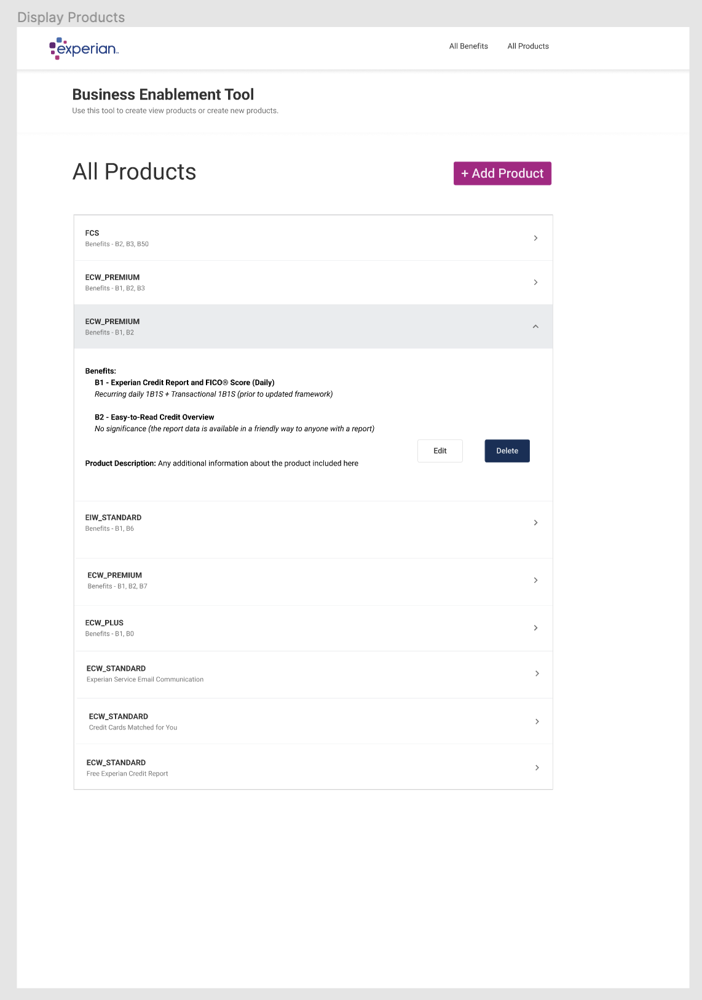 Display Products
experian™
All Benefits
All Products
Business Enablement Tool
Use this tool to create view products or create new products.
All Products
+ Add Product
FCS
Benefits - B2, B3, B50
ECW_PREMIUM
Benefits - B1, B2, B3
ECW_PREMIUM
Benefits - B1, B2
Benefits:
B1 - Experian Credit Report and FICO® Score (Daily)
Recurring daily 1B1S + Transactional 1B1S (prior to updated framework)
B2 - Easy-to-Read Credit Overview
No significance (the report data is available in a friendly way to anyone with a report)
Edit
Delete
Product Description: Any additional information about the product included here
EIW_STANDARD
Benefits - B1, B6
ECW_PREMIUM
Benefits - B1, B2, B7
ECW_PLUS
Benefits - B1, B0
ECW_STANDARD
Experian Service Email Communication
ECW_STANDARD
Credit Cards Matched for You
ECW_STANDARD
Free Experian Credit Report